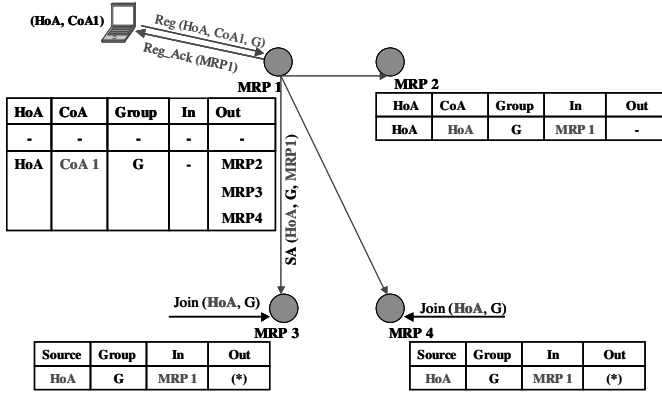 (HoA, CoA1)
Reg (HoA, CoA1, G)
Reg_Ack (MRP1)
MRP 1
MRP 2
HoA CoA Group In Out
- - - - -
HoA CoA 1 G - MRP2
MRP3
MRP4
HoA CoA Group In Out
HoA HoA G MRP 1 -
SA (HoA, G, MRP1)
Join (HoA, G)
MRP 3
Join (HoA, G)
MRP 4
Source Group In Out
HoA G MRP 1 (*)
Source Group In Out
HoA G MRP 1 (*)